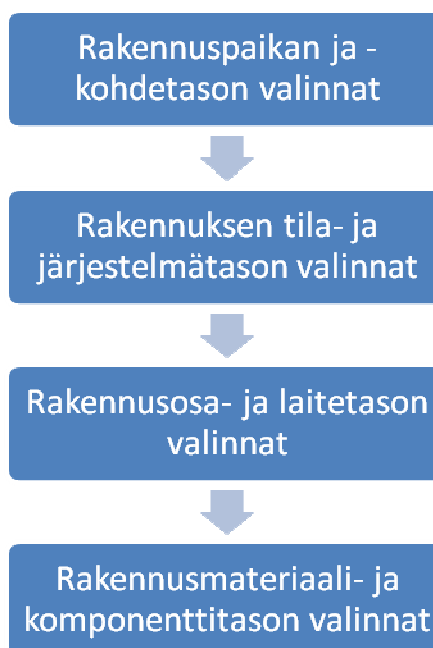 Rakennuspaikan ja -
kohdetason valinnat
Rakennuksen tila- ja
järjestelmätason valinnat
Rakennusosa- ja laitetason
valinnat
Rakennusmateriaali- ja
komponenttitason valinnat